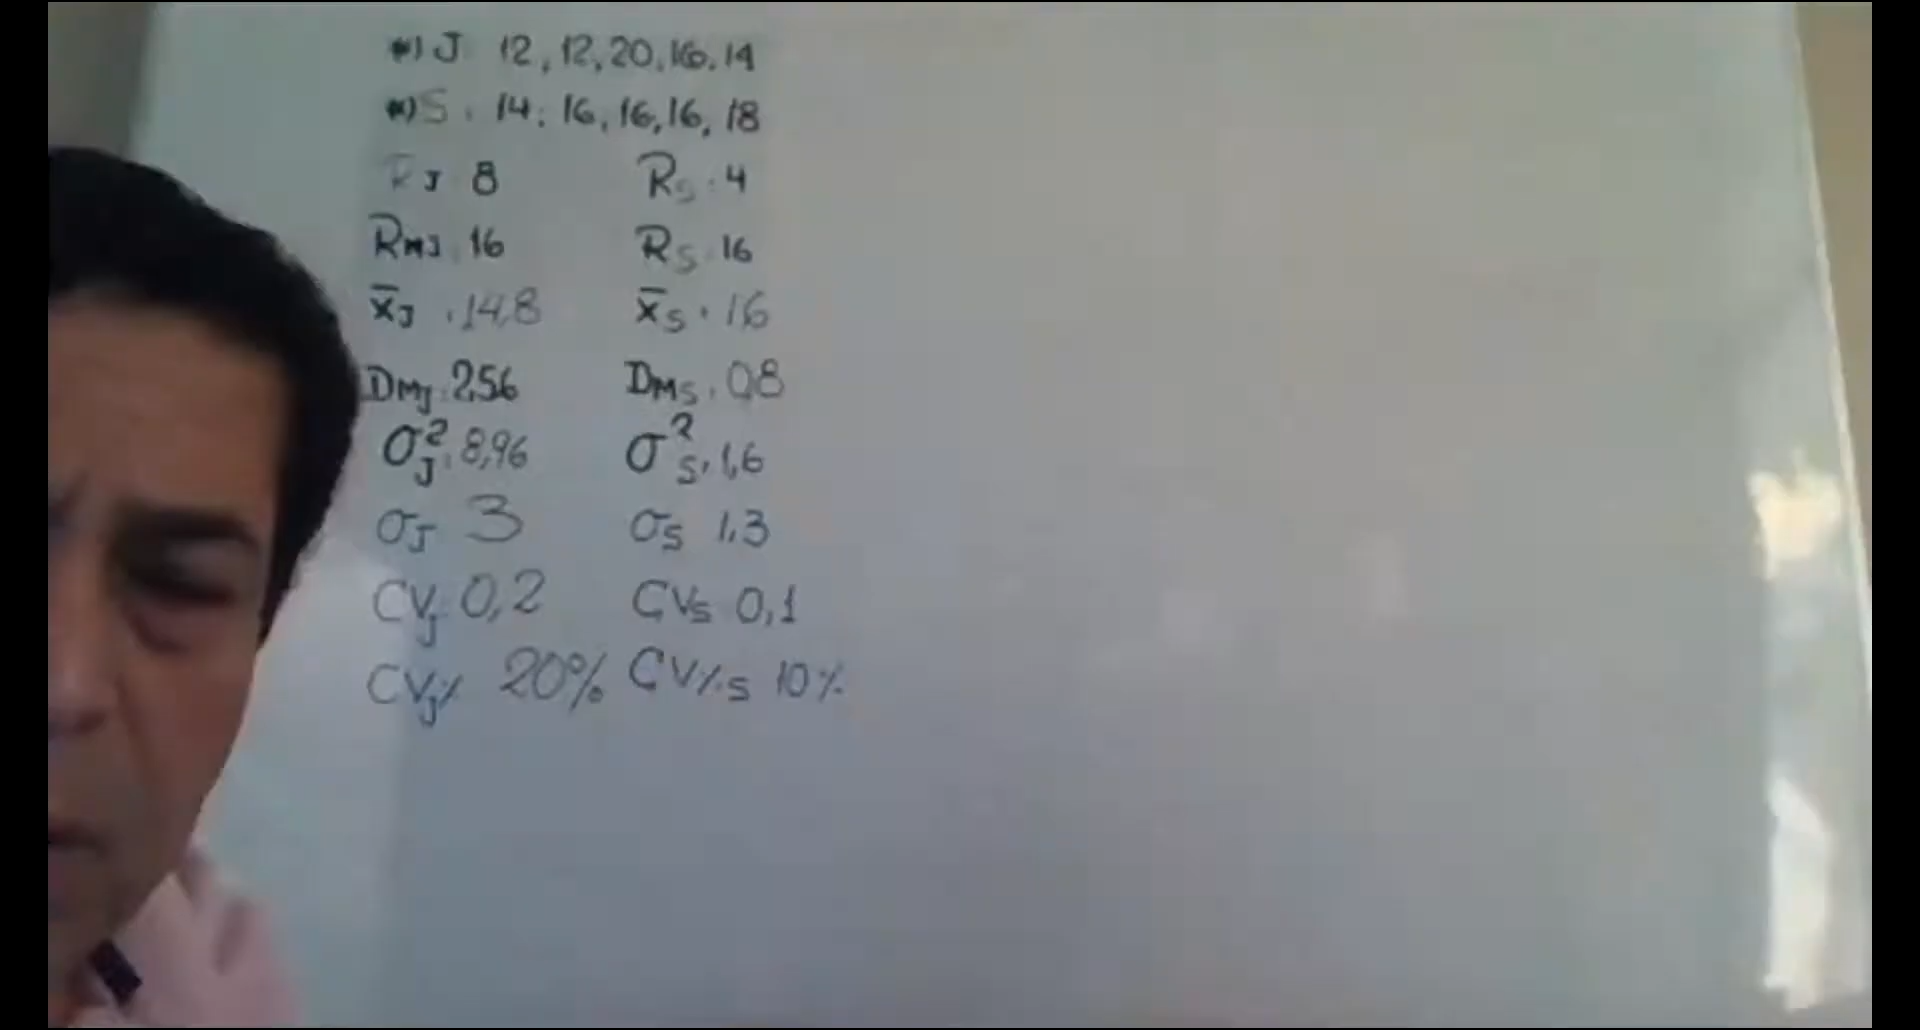 *) J 12, 12, 20, 16, 14
*) S: 14, 16, 16, 16, 18
RJ 8 RS: 4
RMJ: 16 RS: 16
x̄J: 14,8 x̄S: 16
DMJ: 2,56 DMS: 0,8
σ²J: 8,96 σ²S: 1,6
σJ 3 σS 1,3
CVJ 0,2 CVS 0,1
CVJ% 20% CV%S 10%